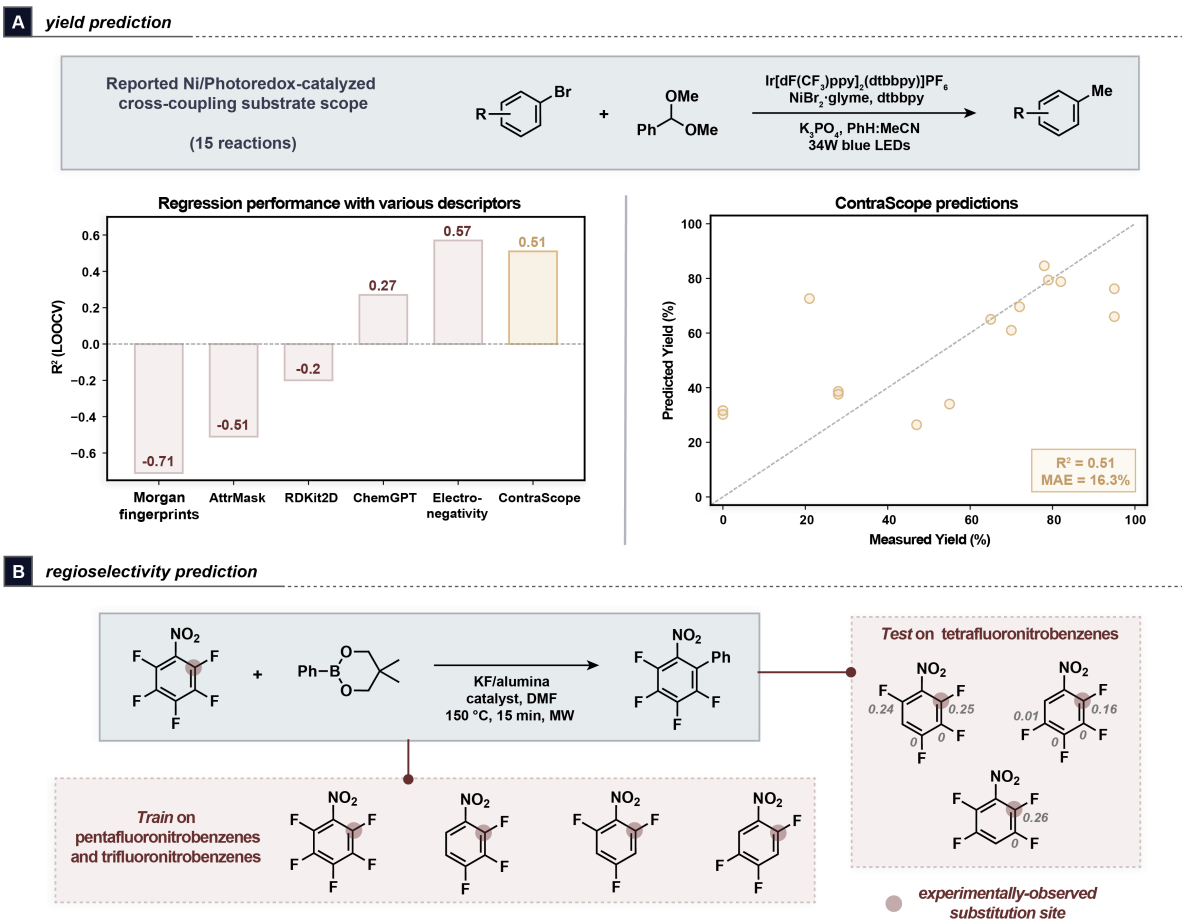 A yield prediction
Reported Ni/Photoredox-catalyzed
cross-coupling substrate scope
(15 reactions)
R
Br
+
OMe
Ph
OMe
Ir[dF(CF3)ppy]2(dtbbpy)]PF6
NiBr2·glyme, dtbbpy
K3PO4, PhH:MeCN
34W blue LEDs
R
Me
Regression performance with various descriptors
R² (LOOCV)
0.6
0.4
0.2
0.0
−0.2
−0.4
−0.6
-0.71
-0.51
-0.2
0.27
0.57
0.51
Morgan
fingerprints
AttrMask
RDKit2D
ChemGPT
Electro-
negativity
ContraScope
ContraScope predictions
Predicted Yield (%)
100
80
60
40
20
0
R² = 0.51
MAE = 16.3%
0
20
40
60
80
100
Measured Yield (%)
B regioselectivity prediction
NO2
F
F
F
F
F
+
Ph
B
O
O
KF/alumina
catalyst, DMF
150 °C, 15 min, MW
NO2
F
Ph
F
F
F
Test on tetrafluoronitrobenzenes
NO2
F
F
0.24
0.25
0
0
F
F
NO2
F
0.01
0.16
F
0
0
F
F
NO2
F
F
0.26
F
F
0
Train on
pentafluoronitrobenzenes
and trifluoronitrobenzenes
NO2
F
F
F
F
F
NO2
F
F
F
NO2
F
F
F
NO2
F
F
F
experimentally-observed
substitution site